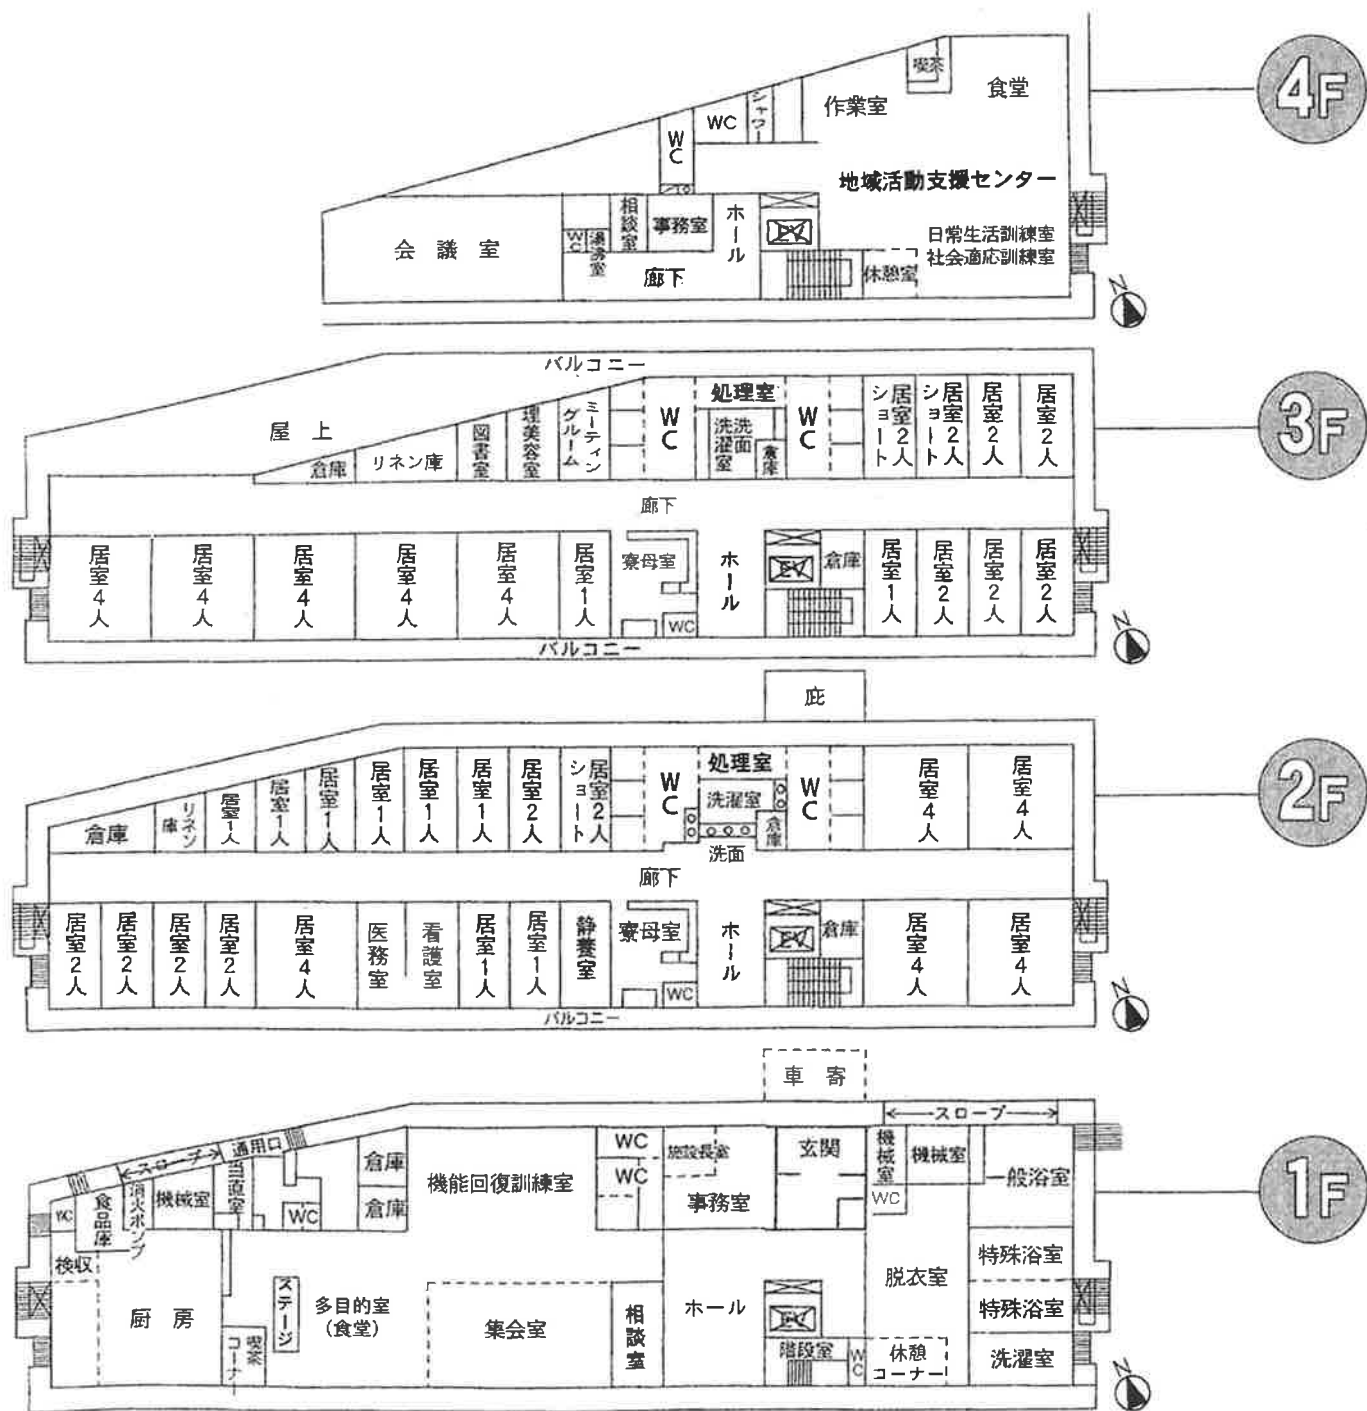 4F
喫茶
食堂
作業室
シャワー
WC
WC
地域活動支援センター
相談室
事務室
ホール
EV
日常生活訓練室
社会適応訓練室
会議室
WC
湯沸室
廊下
休憩室
N
3F
バルコニー
屋上
倉庫
リネン庫
図書室
理美容室
ミーティングルーム
WC
処理室
洗面
洗濯室
倉庫
WC
居室2人
ショート
居室2人
ショート
居室2人
居室2人
廊下
居室4人
居室4人
居室4人
居室4人
居室4人
居室1人
寮母室
WC
ホール
EV
倉庫
居室1人
居室2人
居室2人
居室2人
バルコニー
N
2F
庇
倉庫
リネン庫
居室1人
居室1人
居室1人
居室1人
居室1人
居室1人
居室2人
居室2人
ショート
WC
処理室
洗濯室
倉庫
洗面
WC
居室4人
居室4人
廊下
居室2人
居室2人
居室2人
居室2人
居室4人
医務室
看護室
居室1人
居室1人
静養室
寮母室
WC
ホール
EV
倉庫
居室4人
居室4人
バルコニー
N
1F
車寄
スロープ
通用口
スロープ
WC
食品庫
消火ポンプ
機械室
当直室
WC
倉庫
倉庫
機能回復訓練室
WC
WC
施設長室
事務室
玄関
機械室
WC
機械室
一般浴室
検収
厨房
喫茶コーナー
ステージ
多目的室
(食堂)
集会室
相談室
ホール
EV
階段室
WC
脱衣室
休憩
コーナー
特殊浴室
特殊浴室
洗濯室
N